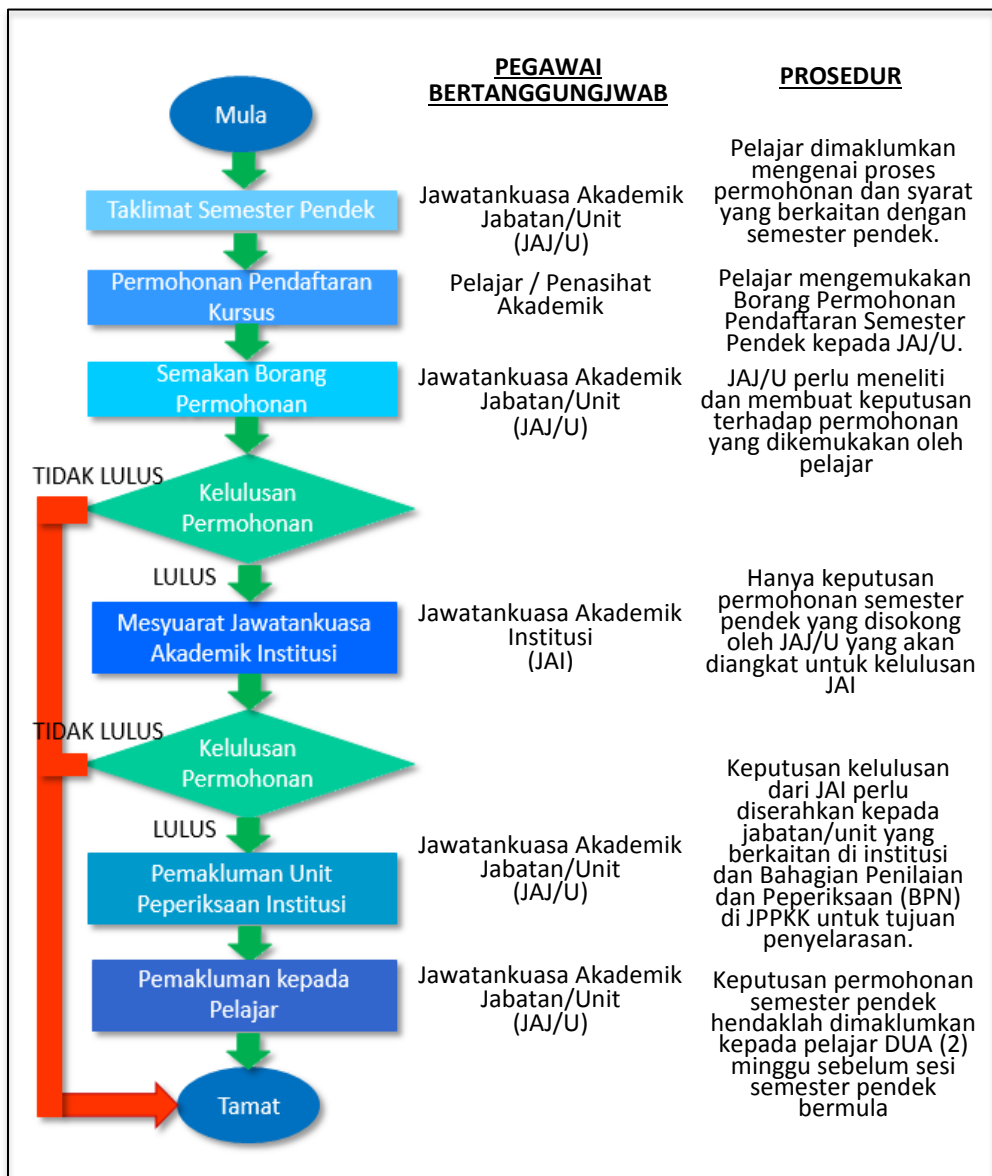 PEGAWAI
BERTANGGUNGJWAB
PROSEDUR
Mula
Taklimat Semester Pendek
Jawatankuasa Akademik
Jabatan/Unit
(JAJ/U)
Pelajar dimaklumkan
mengenai proses
permohonan dan syarat
yang berkaitan dengan
semester pendek.
Permohonan Pendaftaran
Kursus
Pelajar / Penasihat
Akademik
Pelajar mengemukakan
Borang Permohonan
Pendaftaran Semester
Pendek kepada JAJ/U.
Semakan Borang
Permohonan
Jawatankuasa Akademik
Jabatan/Unit
(JAJ/U)
JAJ/U perlu meneliti
dan membuat keputusan
terhadap permohonan
yang dikemukakan oleh
pelajar
TIDAK LULUS
Kelulusan
Permohonan
LULUS
Mesyuarat Jawatankuasa
Akademik Institusi
Jawatankuasa Akademik
Institusi
(JAI)
Hanya keputusan
permohonan semester
pendek yang disokong
oleh JAJ/U yang akan
diangkat untuk kelulusan
JAI
TIDAK LULUS
Kelulusan
Permohonan
LULUS
Pemakluman Unit
Peperiksaan Institusi
Jawatankuasa Akademik
Jabatan/Unit
(JAJ/U)
Keputusan kelulusan
dari JAI perlu
diserahkan kepada
jabatan/unit yang
berkaitan di institusi
dan Bahagian Penilaian
dan Peperiksaan (BPN)
di JPPKK untuk tujuan
penyelarasan.
Pemakluman kepada
Pelajar
Jawatankuasa Akademik
Jabatan/Unit
(JAJ/U)
Keputusan permohonan
semester pendek
hendaklah dimaklumkan
kepada pelajar DUA (2)
minggu sebelum sesi
semester pendek
bermula
Tamat